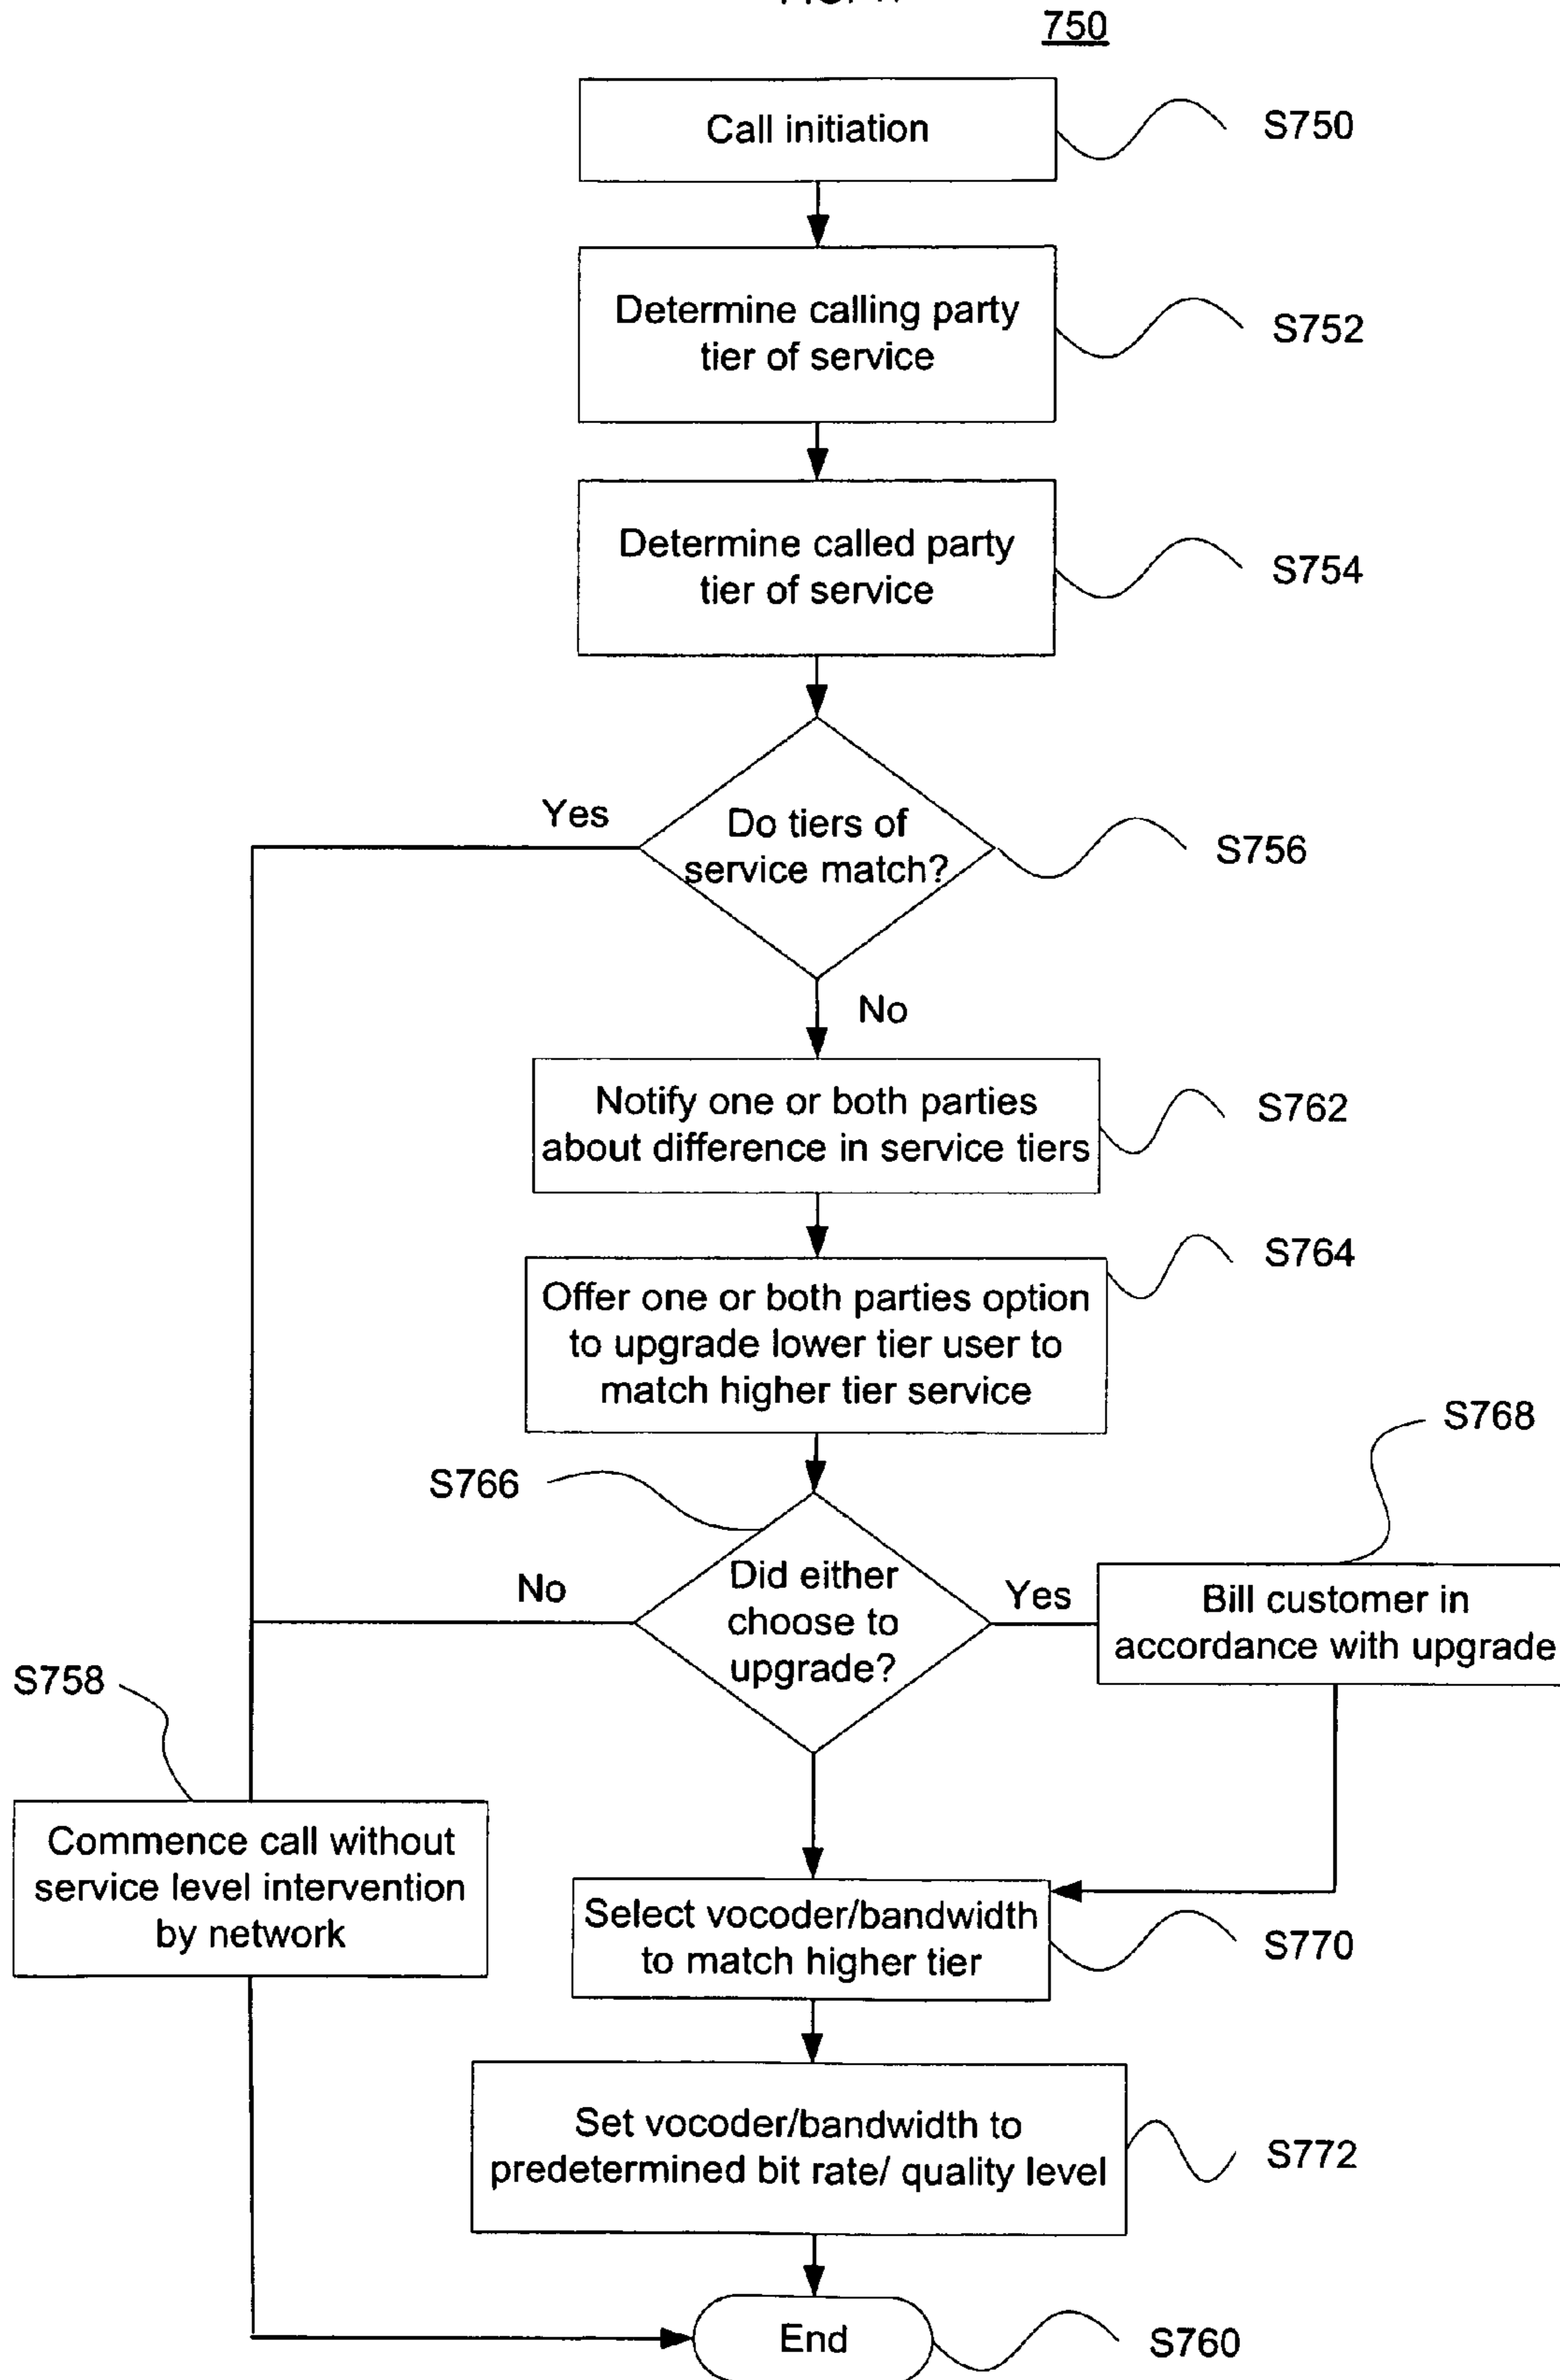 750
Call initiation
S750
Determine calling party
tier of service
S752
Determine called party
tier of service
S754
Yes
Do tiers of
service match?
S756
No
Notify one or both parties
about difference in service tiers
S762
Offer one or both parties option
to upgrade lower tier user to
match higher tier service
S764
S768
S766
Did either
choose to
upgrade?
No
Yes
Bill customer in
accordance with upgrade
S758
Commence call without
service level intervention
by network
Select vocoder/bandwidth
to match higher tier
S770
Set vocoder/bandwidth to
predetermined bit rate/ quality level
S772
End
S760